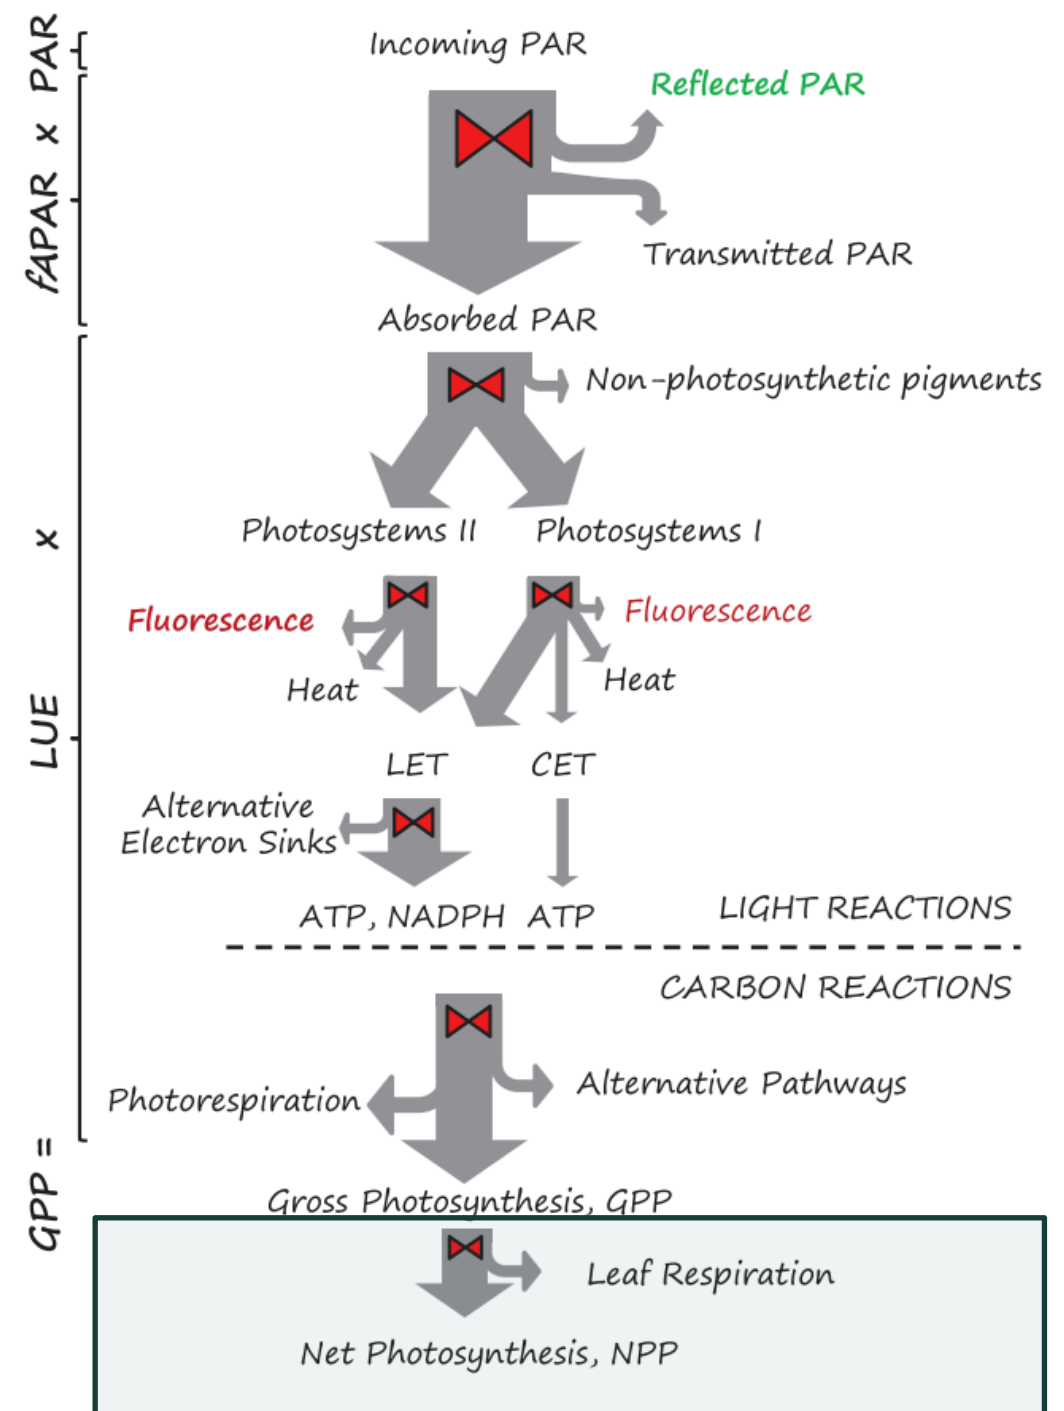 Incoming PAR
Reflected PAR
Transmitted PAR
Absorbed PAR
Non-photosynthetic pigments
Photosystems II
Photosystems I
Fluorescence
Fluorescence
Heat
Heat
LET
CET
Alternative
Electron Sinks
ATP, NADPH
ATP
LIGHT REACTIONS
CARBON REACTIONS
Photorespiration
Alternative Pathways
Gross Photosynthesis, GPP
Leaf Respiration
Net Photosynthesis, NPP
GPP = LUE x fAPAR x PAR